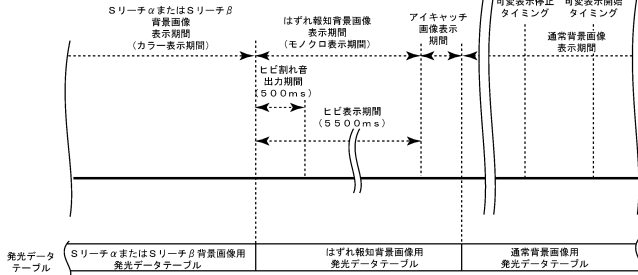 SリーチαまたはSリーチβ
背景画像
表示期間
（カラー表示期間）
はずれ報知背景画像
表示期間
（モノクロ表示期間）
アイキャッチ
画像表示
期間
可変表示停止
タイミング
可変表示開始
タイミング
通常背景画像
表示期間
ヒビ割れ音
出力期間
（５００ｍｓ）
ヒビ表示期間
（５５００ｍｓ）
発光データ
テーブル
SリーチαまたはSリーチβ背景画像用
発光データテーブル
はずれ報知背景画像用
発光データテーブル
通常背景画像用
発光データテーブル